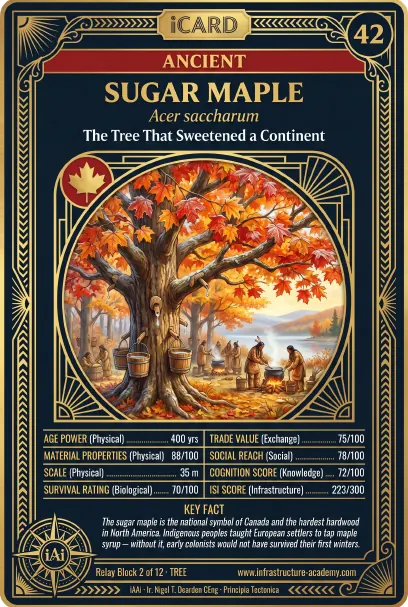 iCARD
42
ANCIENT
SUGAR MAPLE
Acer saccharum
The Tree That Sweetened a Continent
AGE POWER (Physical) ........................ 400 yrs
MATERIAL PROPERTIES (Physical) 88/100
SCALE (Physical) ................................ 35 m
SURVIVAL RATING (Biological) ...... 70/100
TRADE VALUE (Exchange) ............... 75/100
SOCIAL REACH (Social) .................. 78/100
COGNITION SCORE (Knowledge) .... 72/100
ISI SCORE (Infrastructure) .......... 223/300
KEY FACT
The sugar maple is the national symbol of Canada and the hardest hardwood
in North America. Indigenous peoples taught European settlers to tap maple
syrup — without it, early colonists would not have survived their first winters.
iAi
Relay Block 2 of 12 · TREE
www.infrastructure-academy.com
iAAi · Ir. Nigel T. Dearden CEng · Principia Tectonica